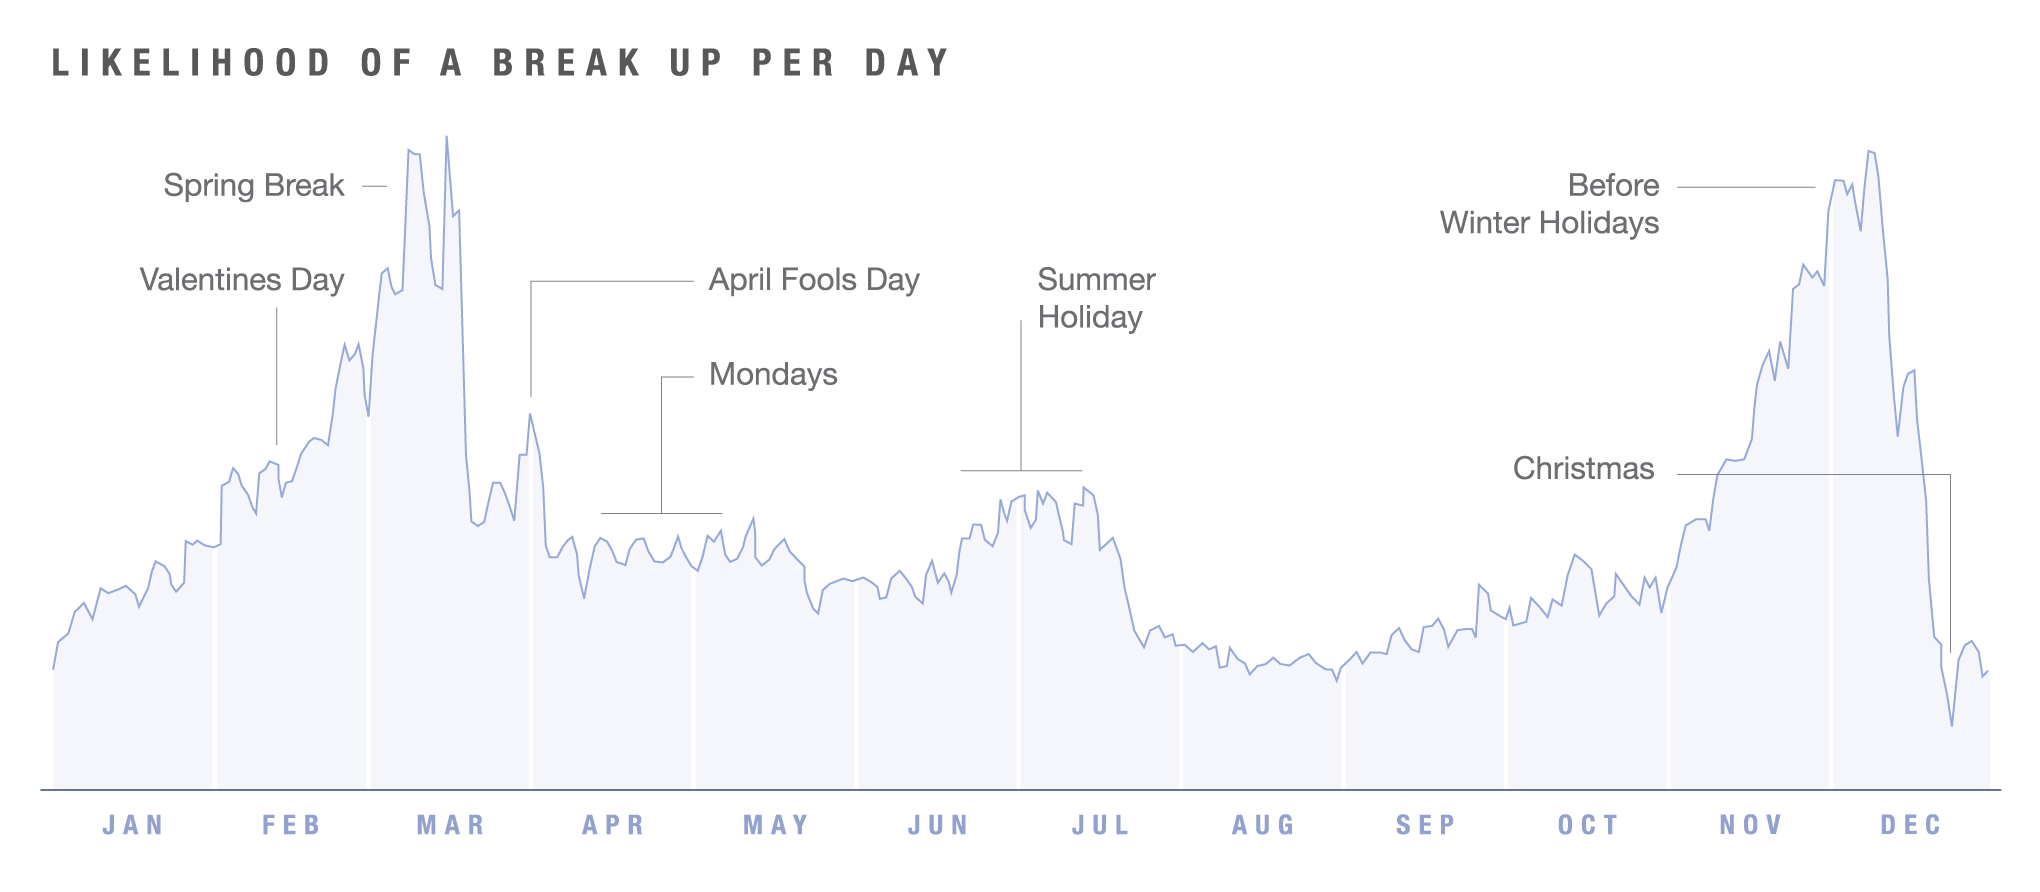 LIKELIHOOD OF A BREAK UP PER DAY
Spring Break
Valentines Day
April Fools Day
Mondays
Summer
Holiday
Before
Winter Holidays
Christmas
JAN FEB MAR APR MAY JUN JUL AUG SEP OCT NOV DEC